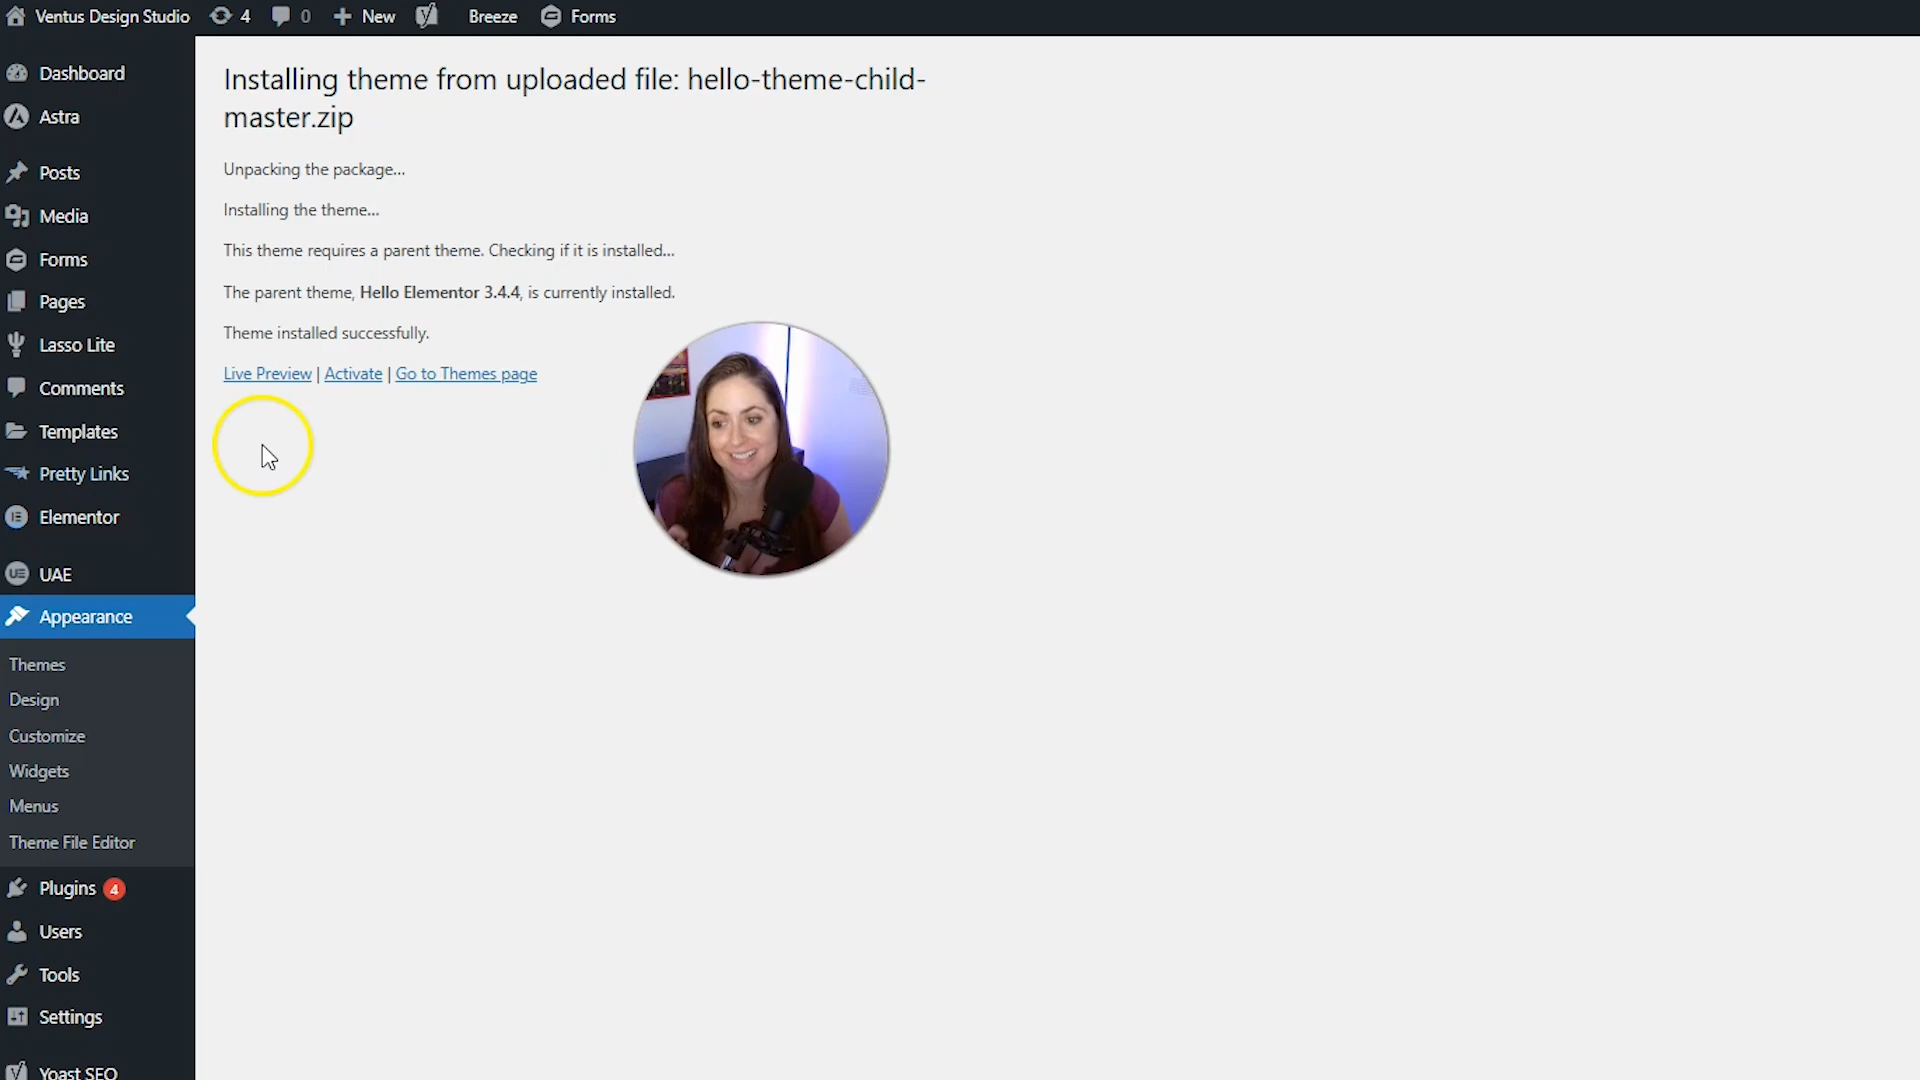 Ventus Design Studio 4 0 New Breeze Forms
Dashboard
Astra
Posts
Media
Forms
Pages
Lasso Lite
Comments
Templates
Pretty Links
Elementor
UAE
Appearance
Themes
Design
Customize
Widgets
Menus
Theme File Editor
Plugins 4
Users
Tools
Settings
Yoast SEO
Installing theme from uploaded file: hello-theme-child-
master.zip
Unpacking the package...
Installing the theme...
This theme requires a parent theme. Checking if it is installed...
The parent theme, Hello Elementor 3.4.4, is currently installed.
Theme installed successfully.
Live Preview | Activate | Go to Themes page